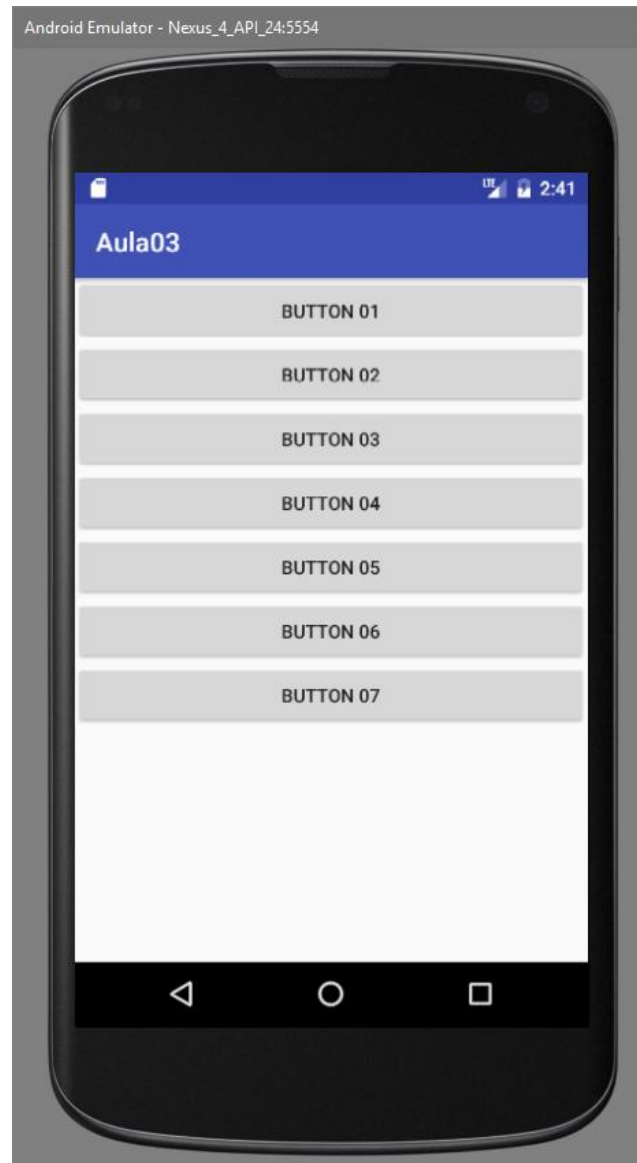 Android Emulator - Nexus_4_API_24:5554
LTE 2:41
Aula03
BUTTON 01
BUTTON 02
BUTTON 03
BUTTON 04
BUTTON 05
BUTTON 06
BUTTON 07